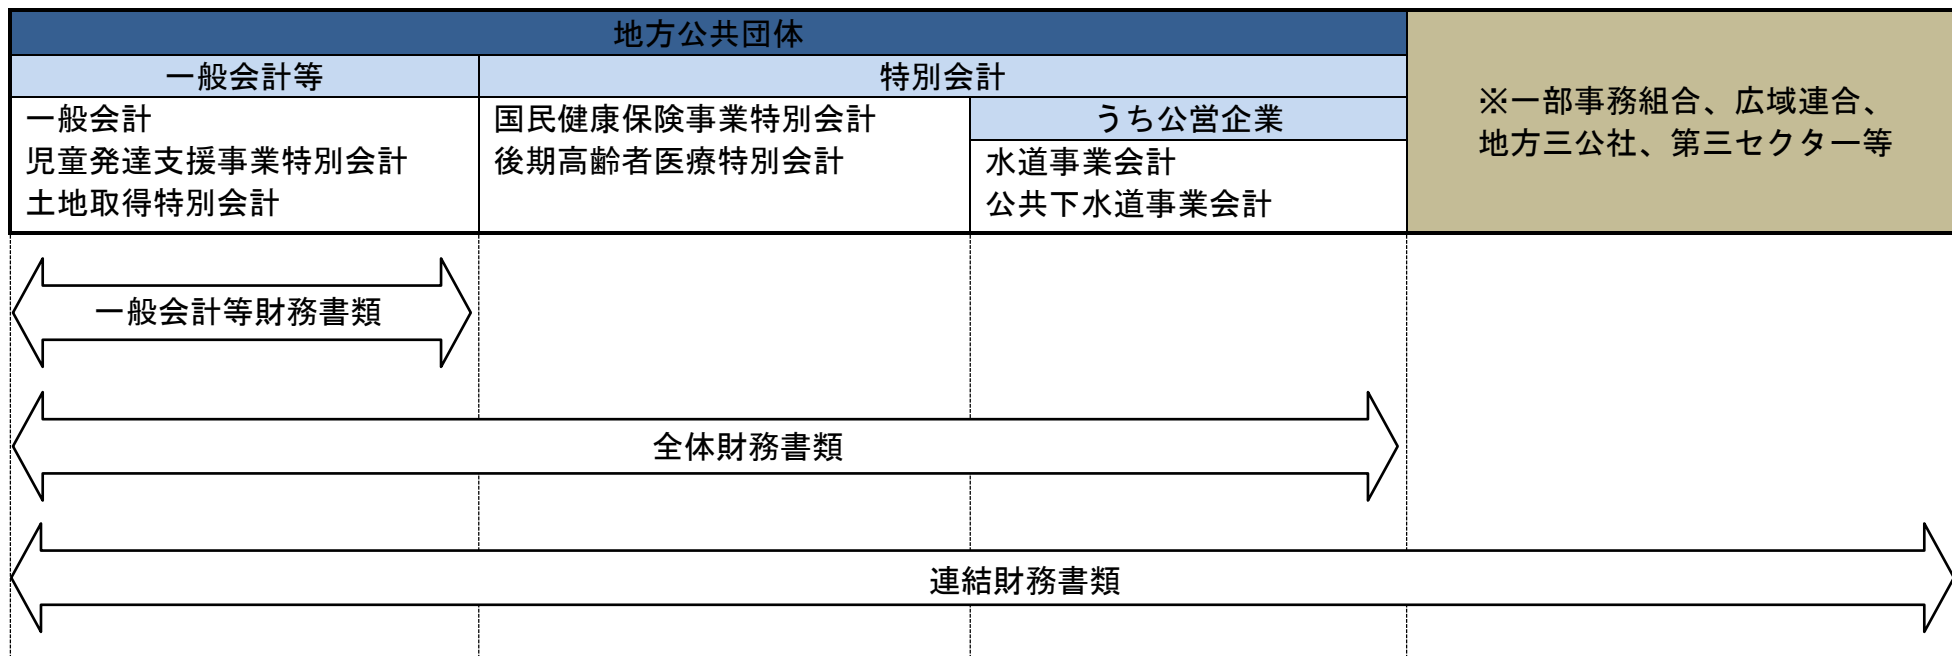 地方公共団体
一般会計等
特別会計
※一部事務組合、広域連合、
地方三公社、第三セクター等
一般会計
児童発達支援事業特別会計
土地取得特別会計
国民健康保険事業特別会計
後期高齢者医療特別会計
うち公営企業
水道事業会計
公共下水道事業会計
一般会計等財務書類
全体財務書類
連結財務書類